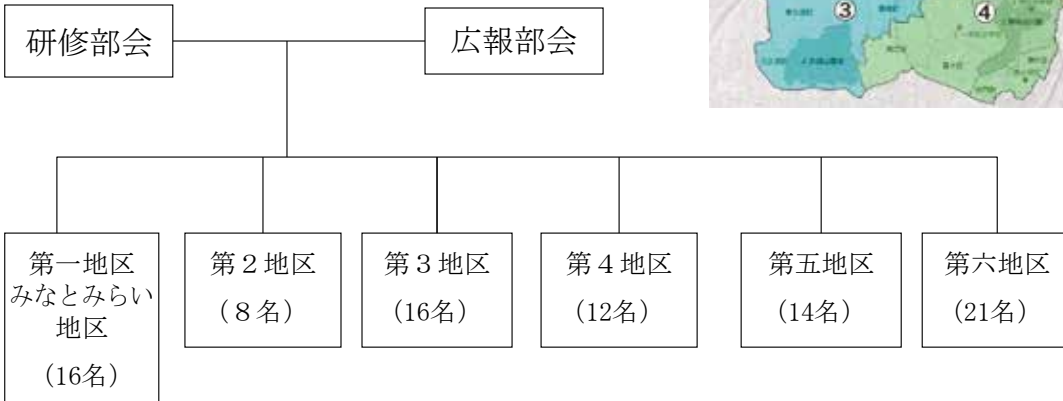 研修部会
広報部会
③
④
第一地区
みなとみらい
地区
（16名）
第２地区
（８名）
第３地区
（16名）
第４地区
（12名）
第五地区
（14名）
第六地区
（21名）